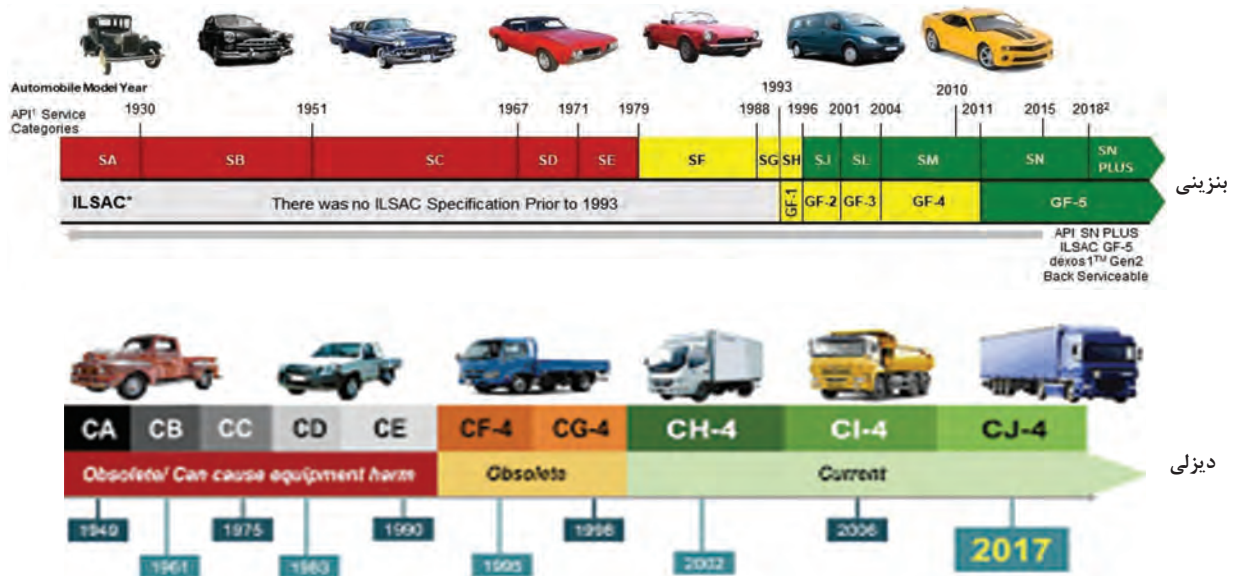 1993
Automobile Model Year
2010
API¹ Service Categories
1930 1951 1967 1971 1979 1988 1996 2001 2004 2011 2015 2018²
SA SB SC SD SE SF SG SH SJ SL SM SN SN PLUS
بنزینی
ILSAC* There was no ILSAC Specification Prior to 1993 GF-1 GF-2 GF-3 GF-4 GF-5
API SN PLUS
ILSAC GF-5
dexos1™ Gen2
Back Serviceable
CA CB CC CD CE CF-4 CG-4 CH-4 CI-4 CJ-4
دیزلی
Obsolete/ Can cause equipment harm Obsolete Current
1949 1975 1990 1998 2006
1961 1983 1995 2002 2017